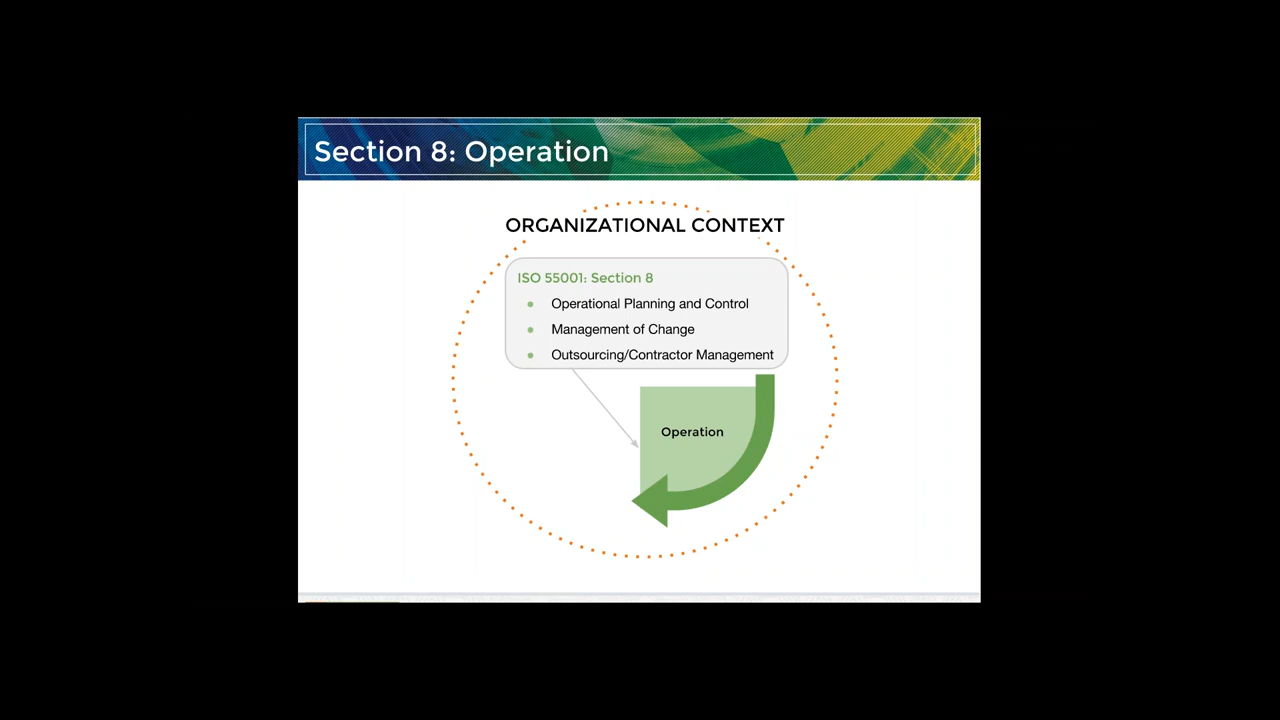 Section 8: Operation
ORGANIZATIONAL CONTEXT
ISO 55001: Section 8
Operational Planning and Control
Management of Change
Outsourcing/Contractor Management
Operation